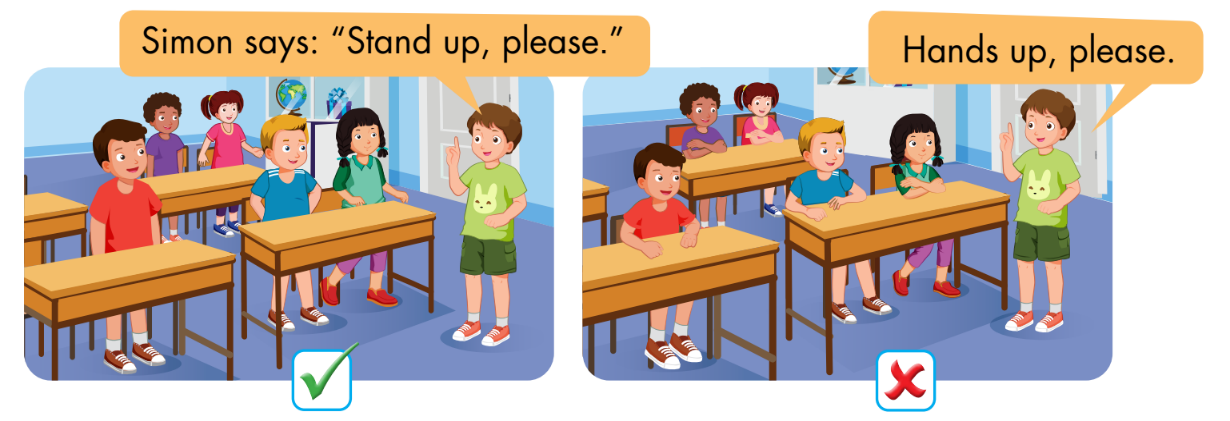 Simon says: “Stand up, please.”
Hands up, please.